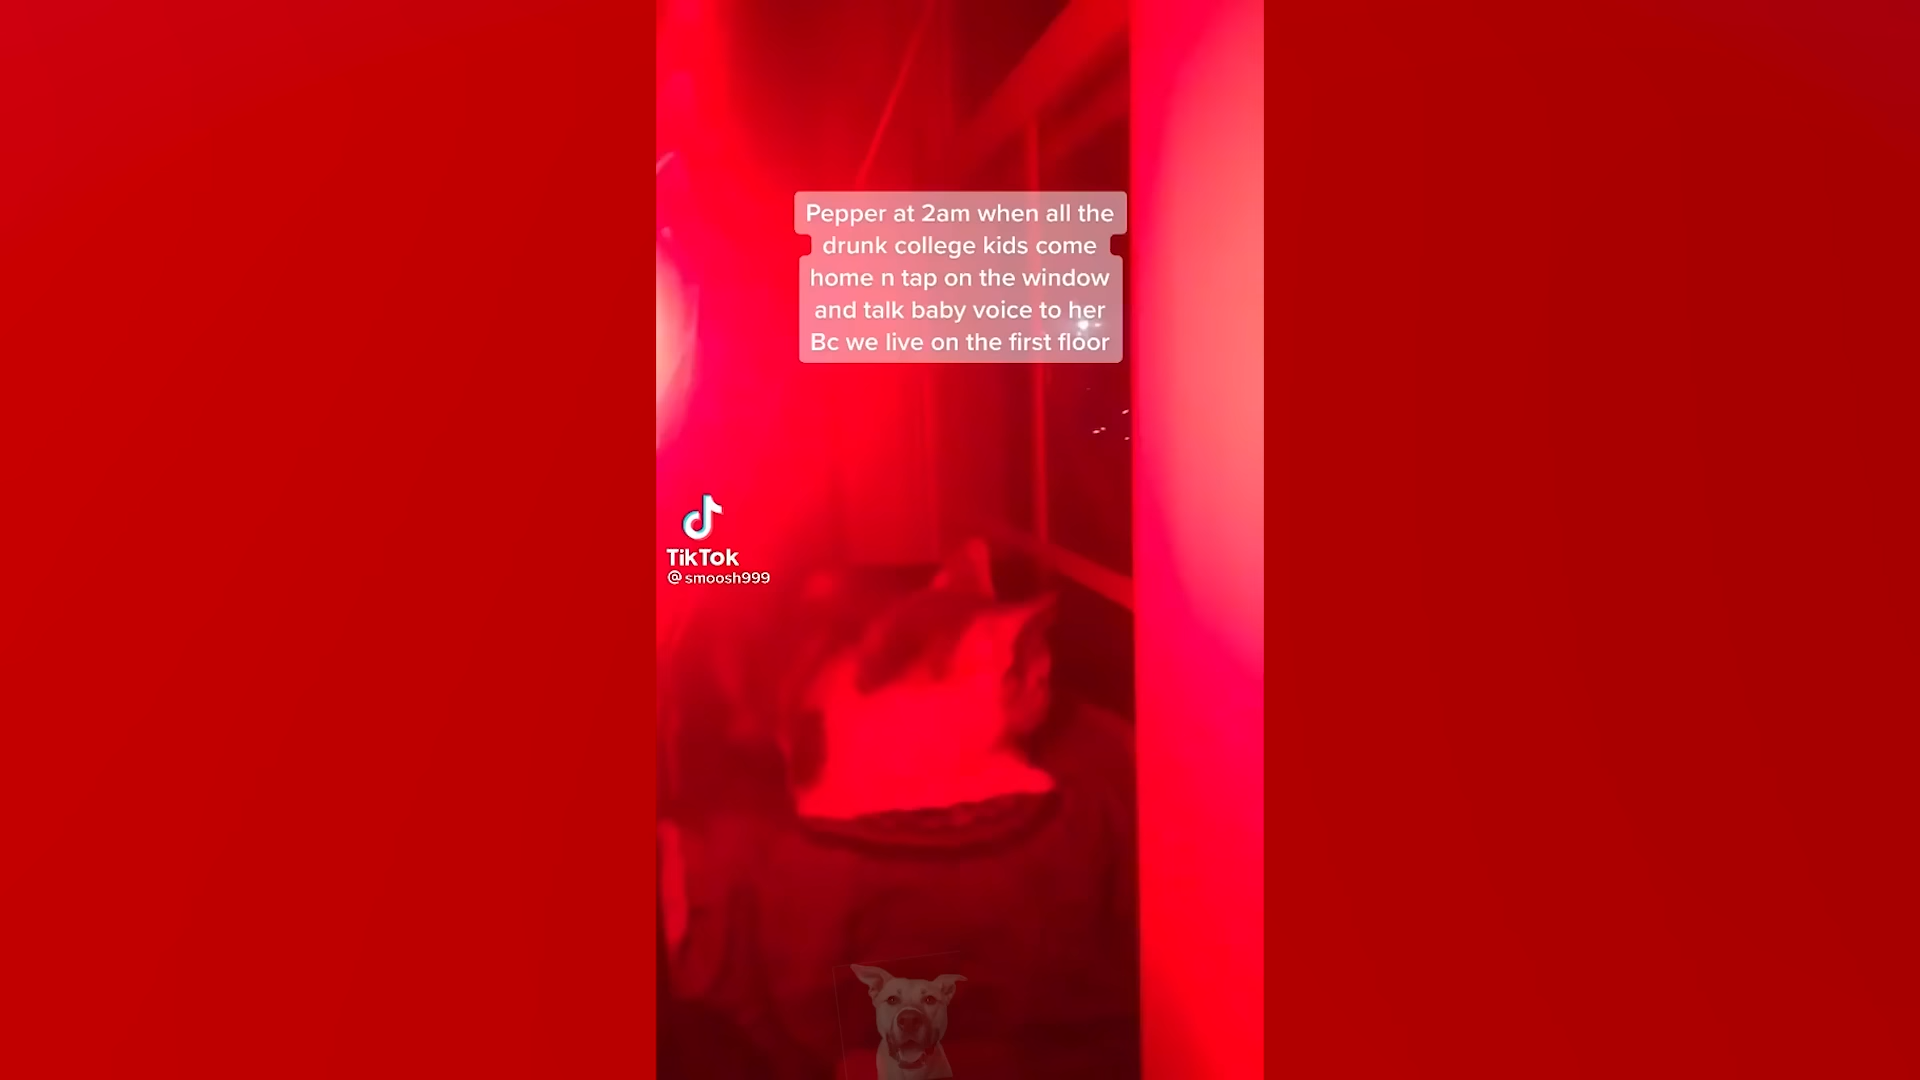 Pepper at 2am when all the
drunk college kids come
home n tap on the window
and talk baby voice to her
Bc we live on the first floor
TikTok
@smoosh999